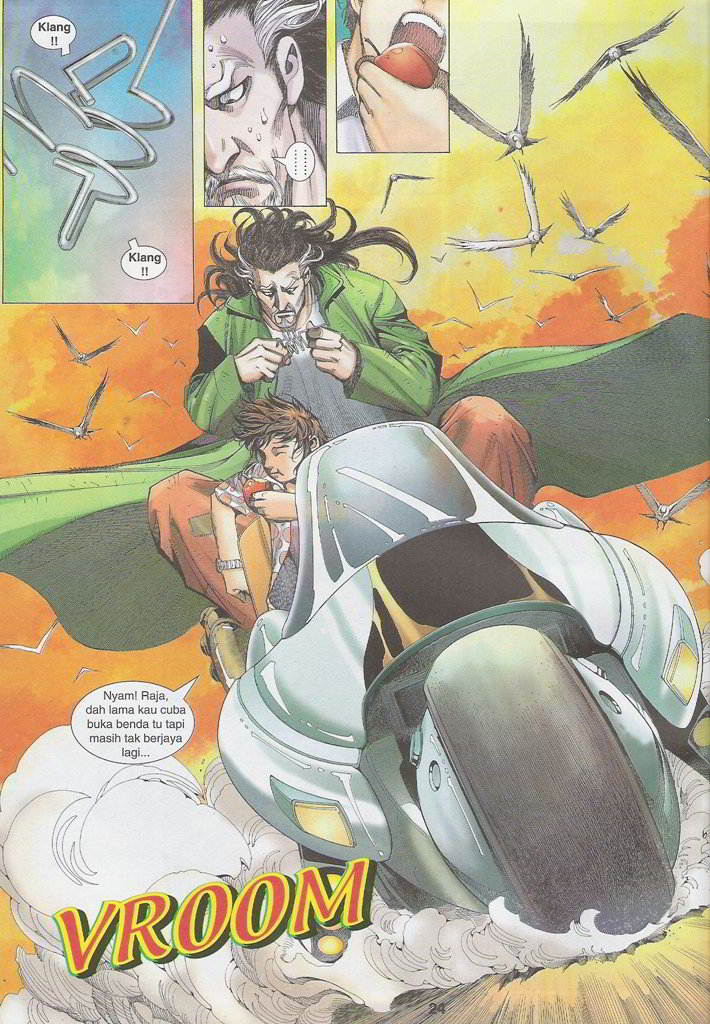 Klang
!!
Klang
!!
Nyam! Raja,
dah lama kau cuba
buka benda tu tapi
masih tak berjaya
lagi...
VROOM
24